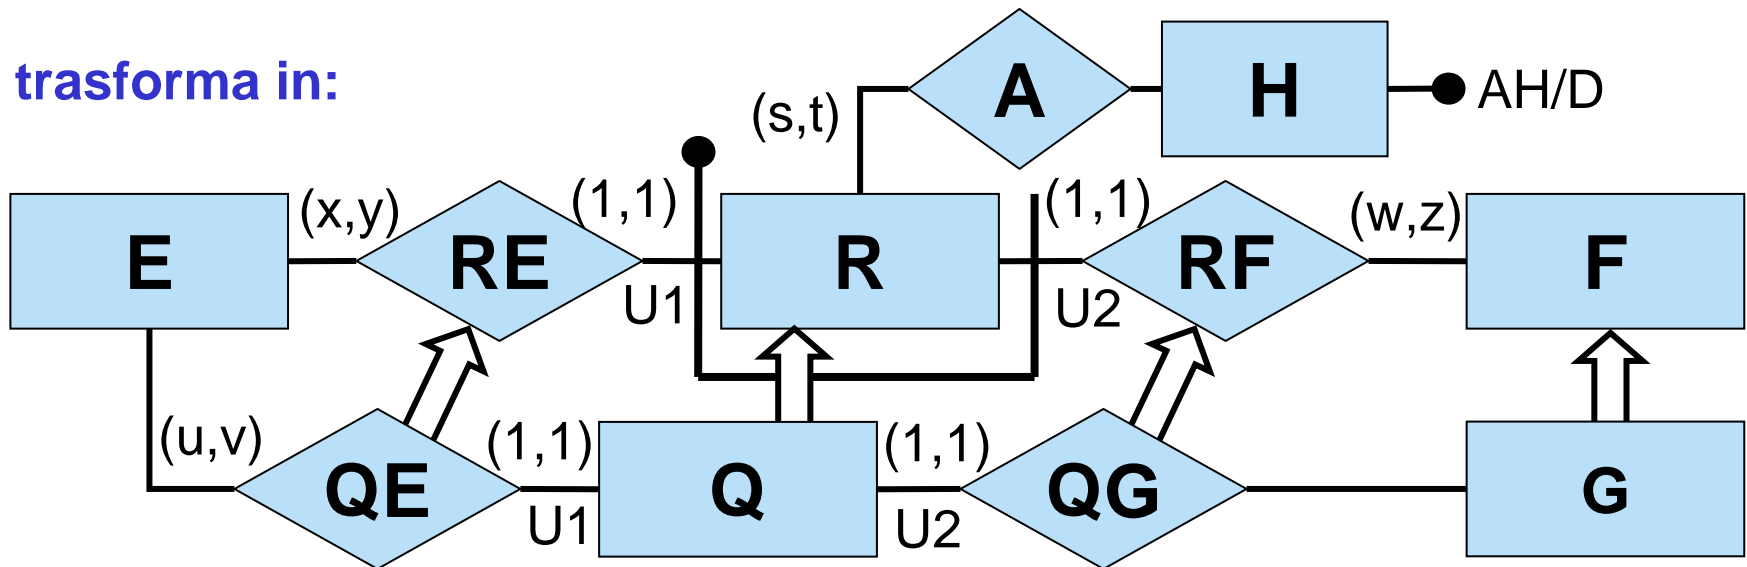 trasforma in:
A
H
AH/D
(s,t)
E
(x,y)
RE
(1,1)
U1
R
(1,1)
U2
RF
(w,z)
F
(u,v)
QE
(1,1)
U1
Q
(1,1)
U2
QG
G